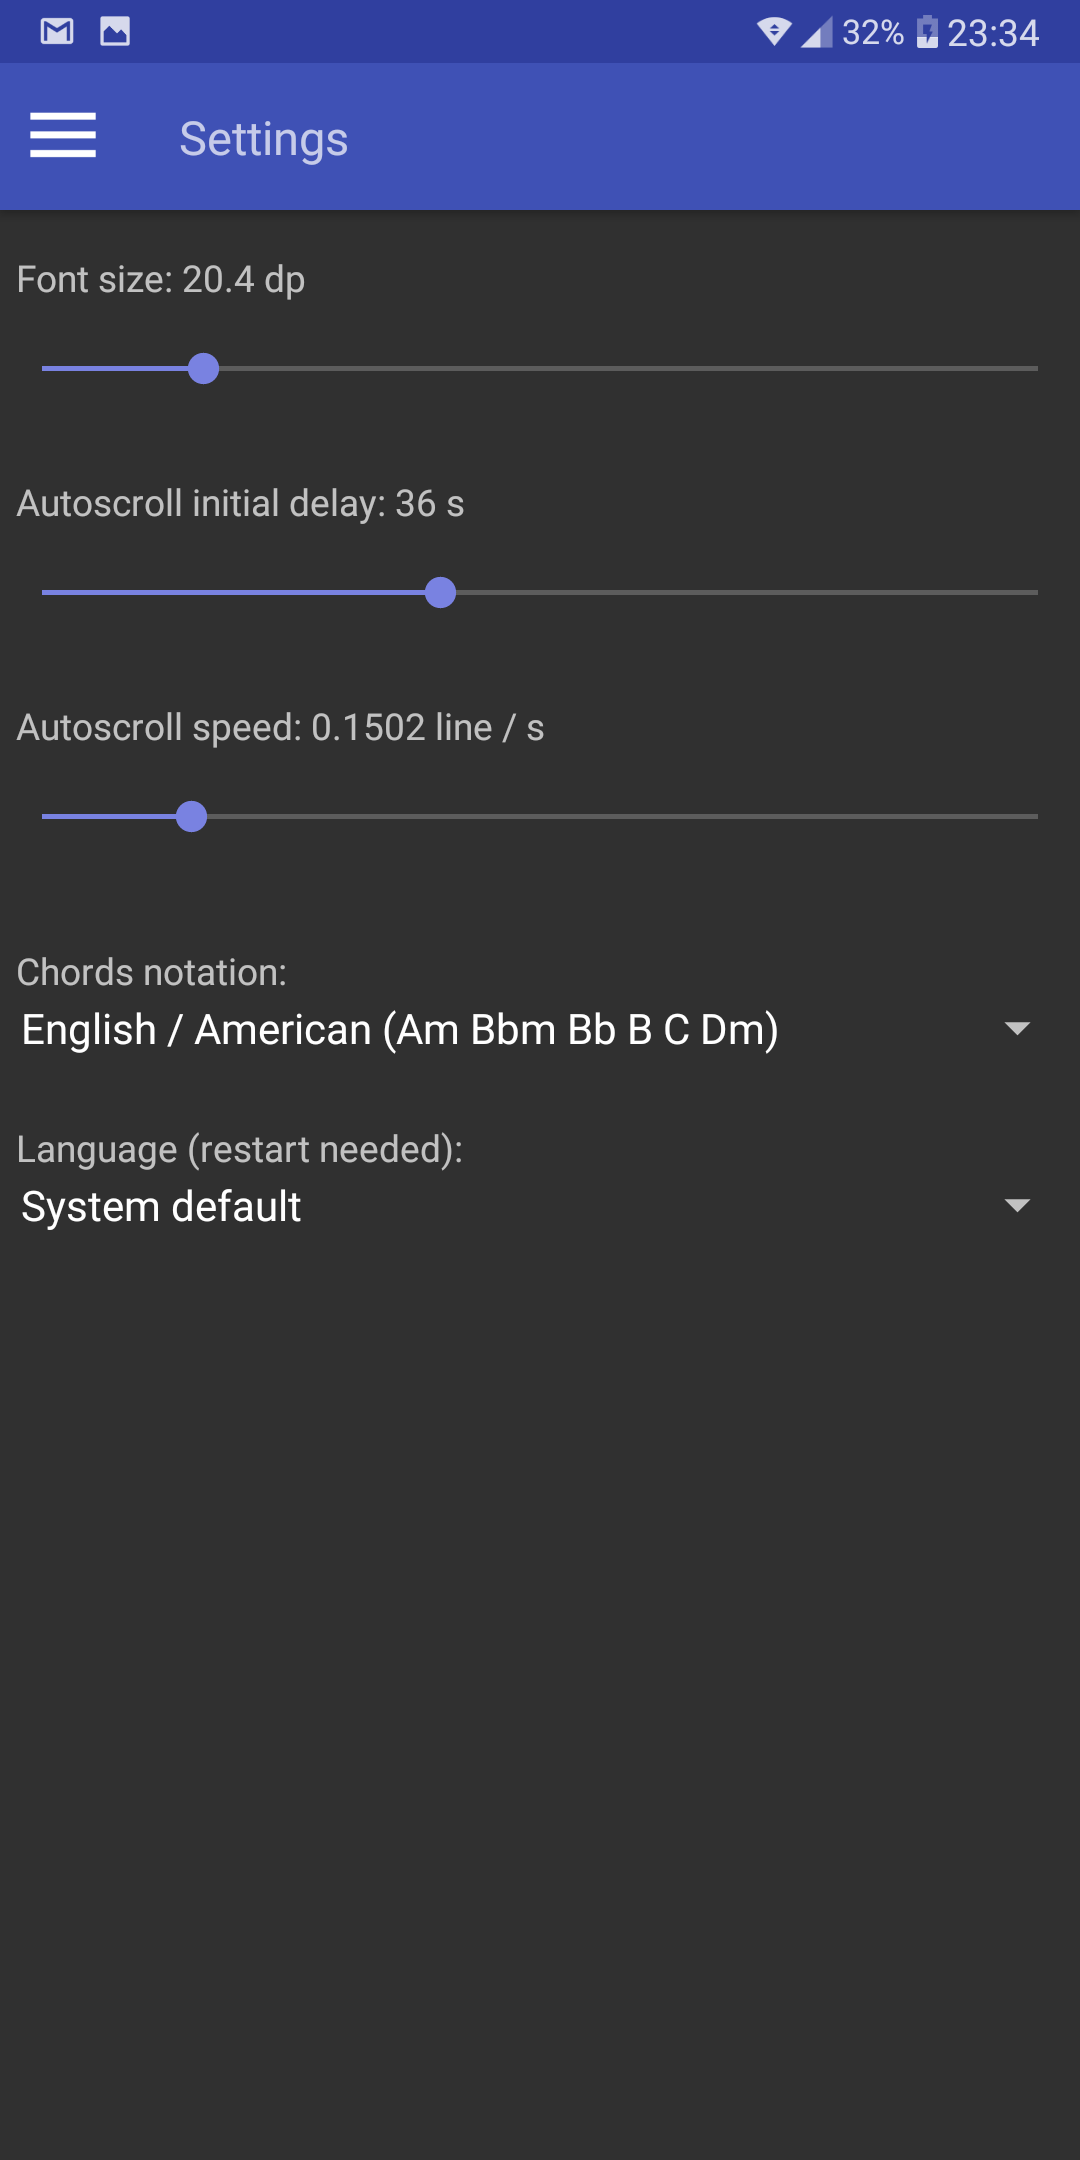 32% 23:34
Settings
Font size: 20.4 dp
Autoscroll initial delay: 36 s
Autoscroll speed: 0.1502 line / s
Chords notation:
English / American (Am Bbm Bb B C Dm)
Language (restart needed):
System default